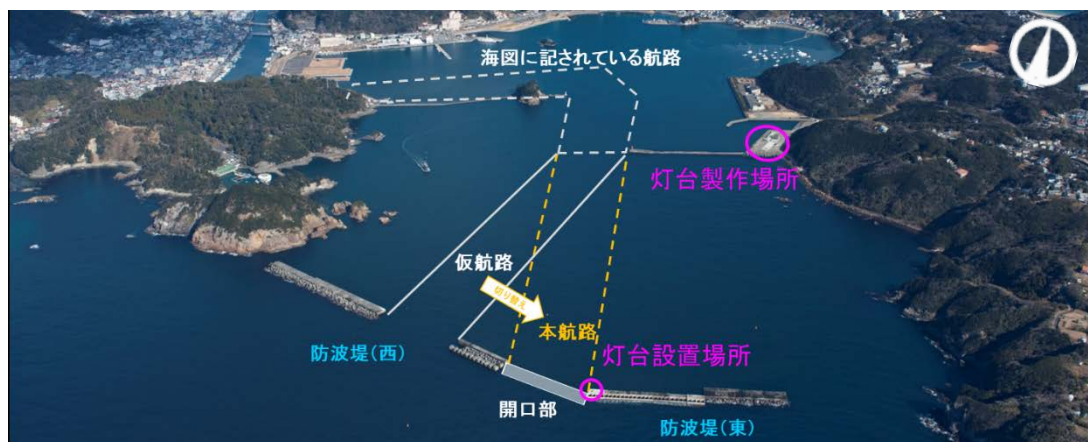 海図に記されている航路
灯台製作場所
仮航路
切り替え
本航路
防波堤(西)
灯台設置場所
開口部
防波堤(東)